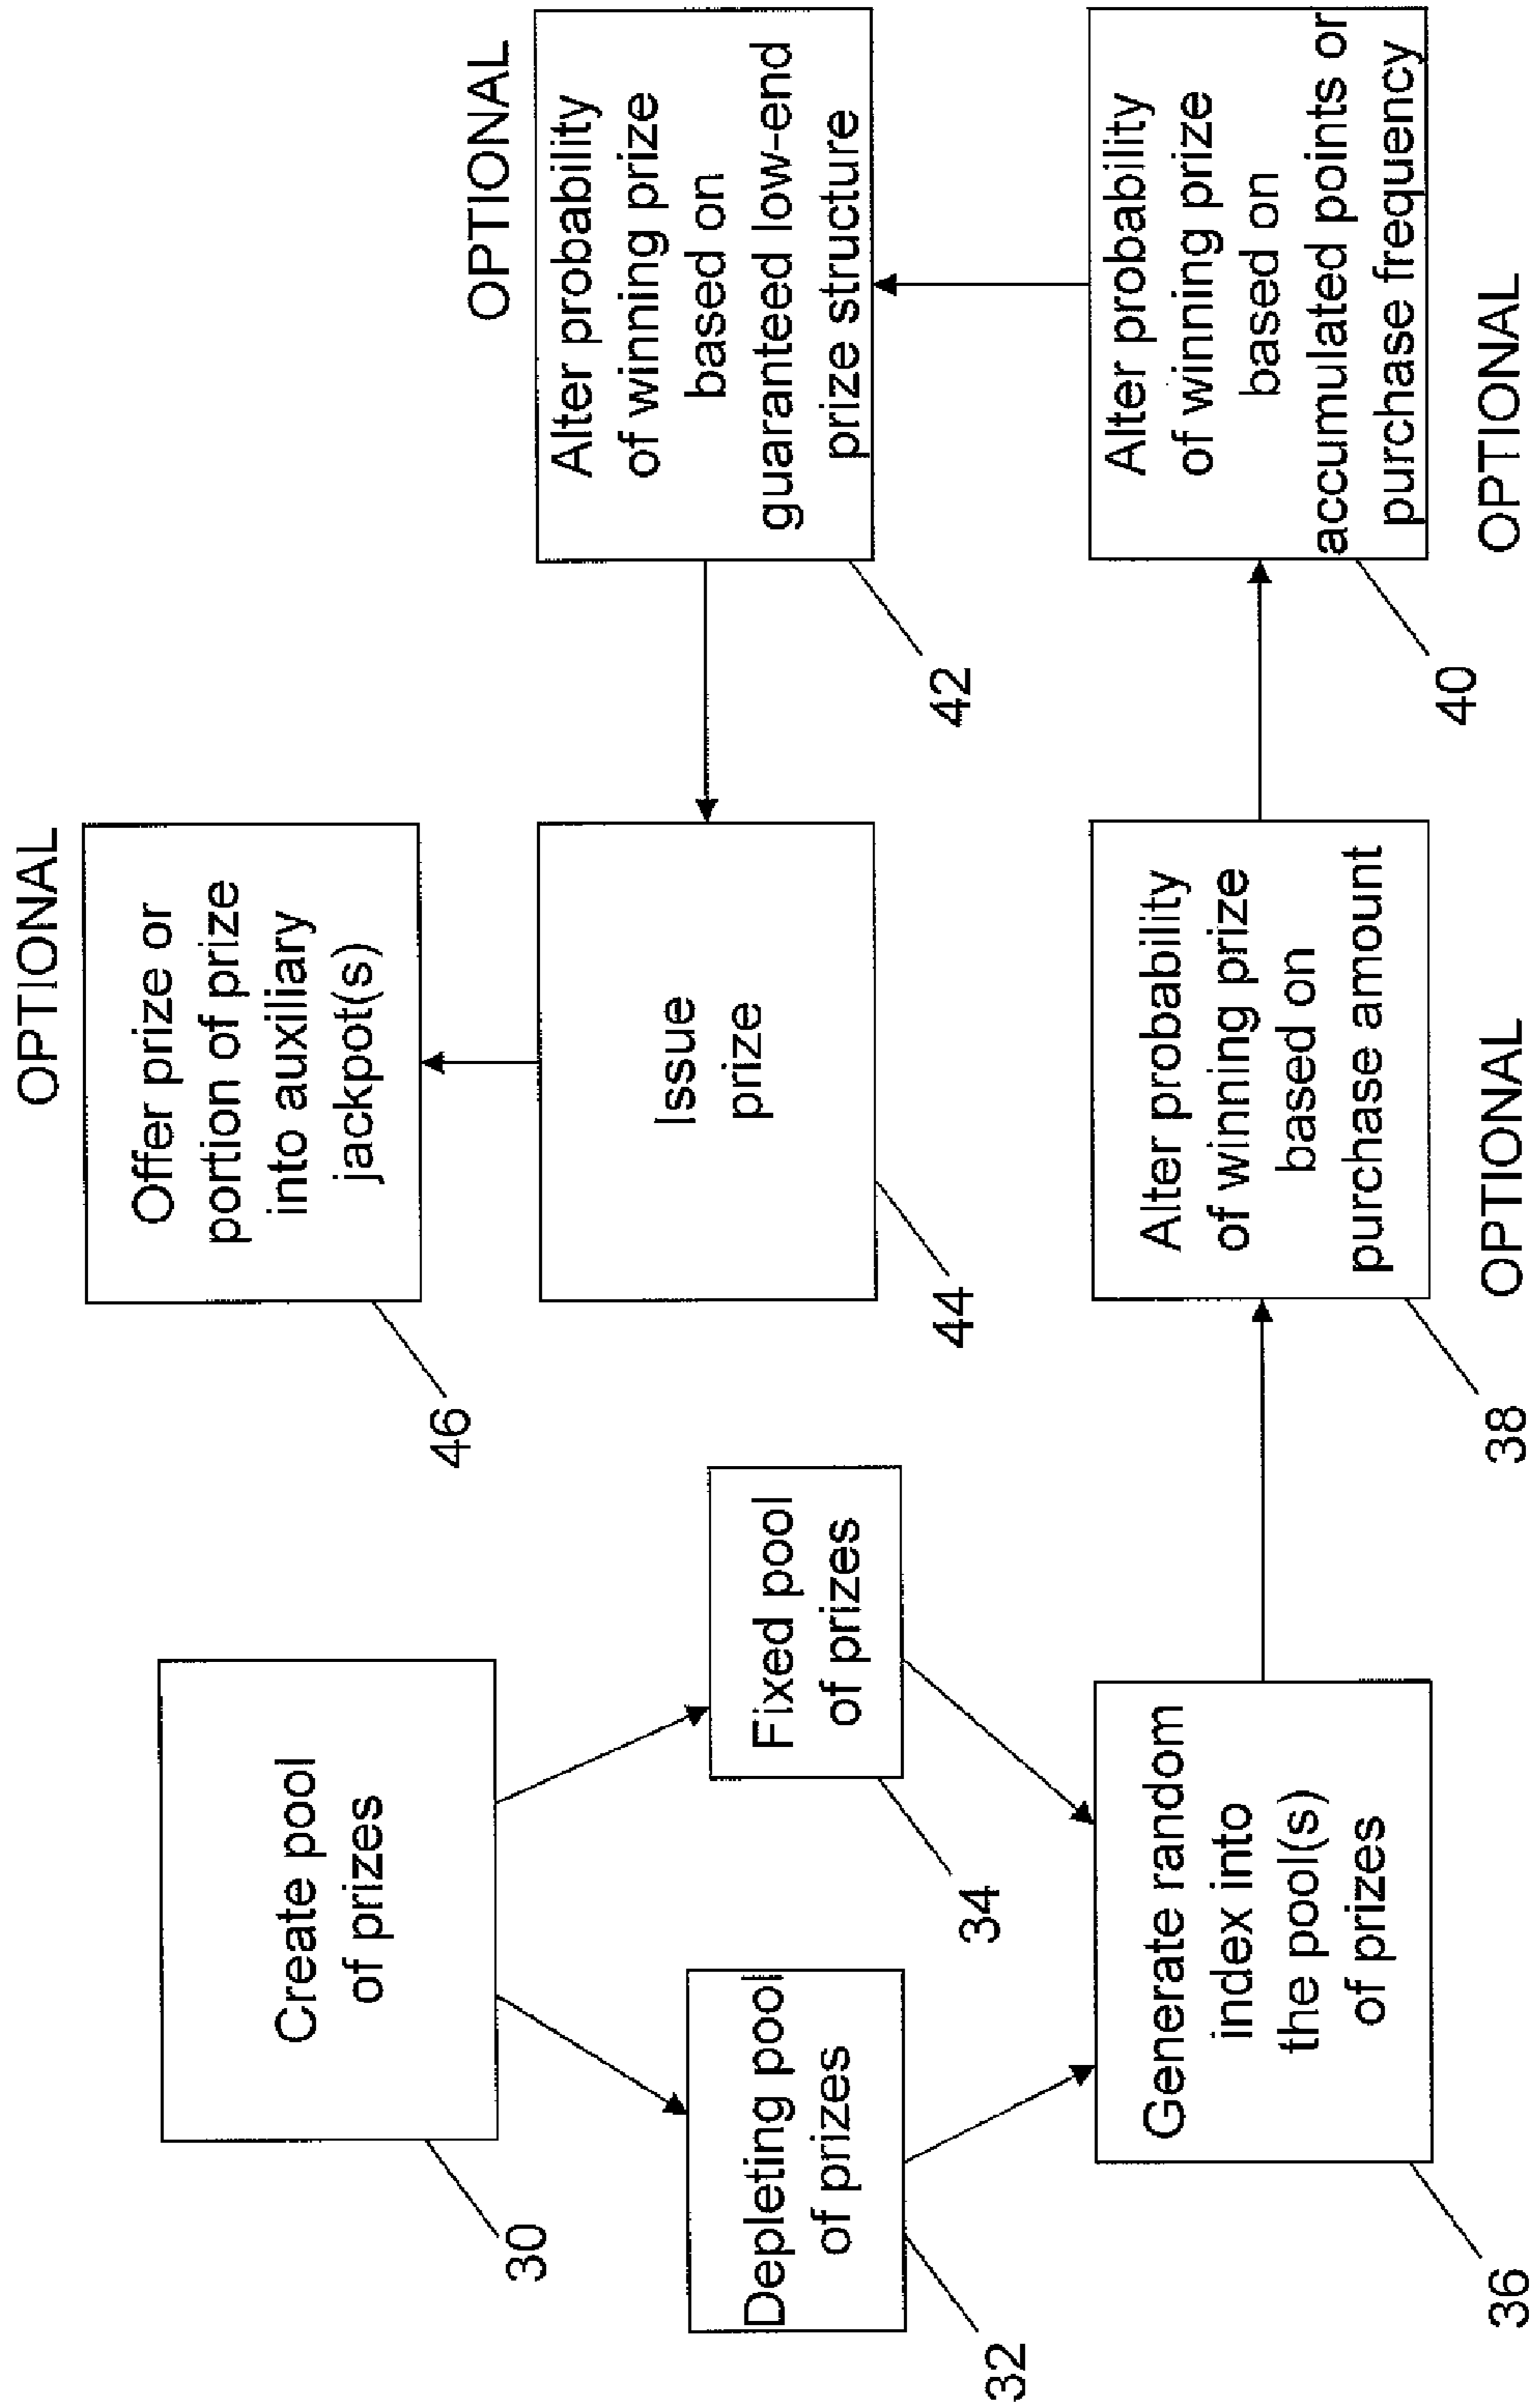 Create pool
of prizes
30
Depleting pool
of prizes
32
Fixed pool
of prizes
34
Generate random
index into
the pool(s)
of prizes
36
Alter probability
of winning prize
based on
purchase amount
38
OPTIONAL
Alter probability
of winning prize
based on
accumulated points or
purchase frequency
40
OPTIONAL
OPTIONAL
Alter probability
of winning prize
based on
guaranteed low-end
prize structure
42
Issue
prize
44
OPTIONAL
Offer prize or
portion of prize
into auxiliary
jackpot(s)
46